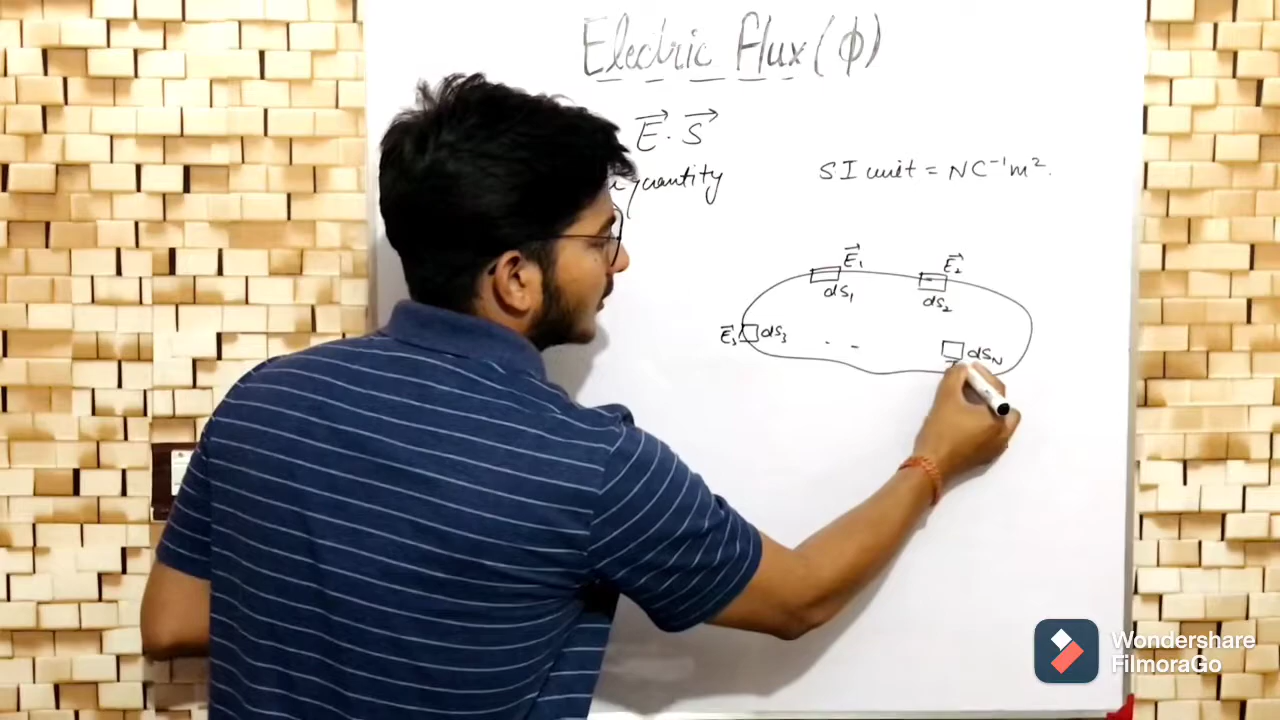 Electric Flux (ϕ)
E⃗ . S⃗
quantity
SI unit = NC⁻¹m².
E⃗₁
E⃗₂
dS₁
dS₂
E⃗₃ dS₃
- -
dSN
Wondershare
FilmoraGo